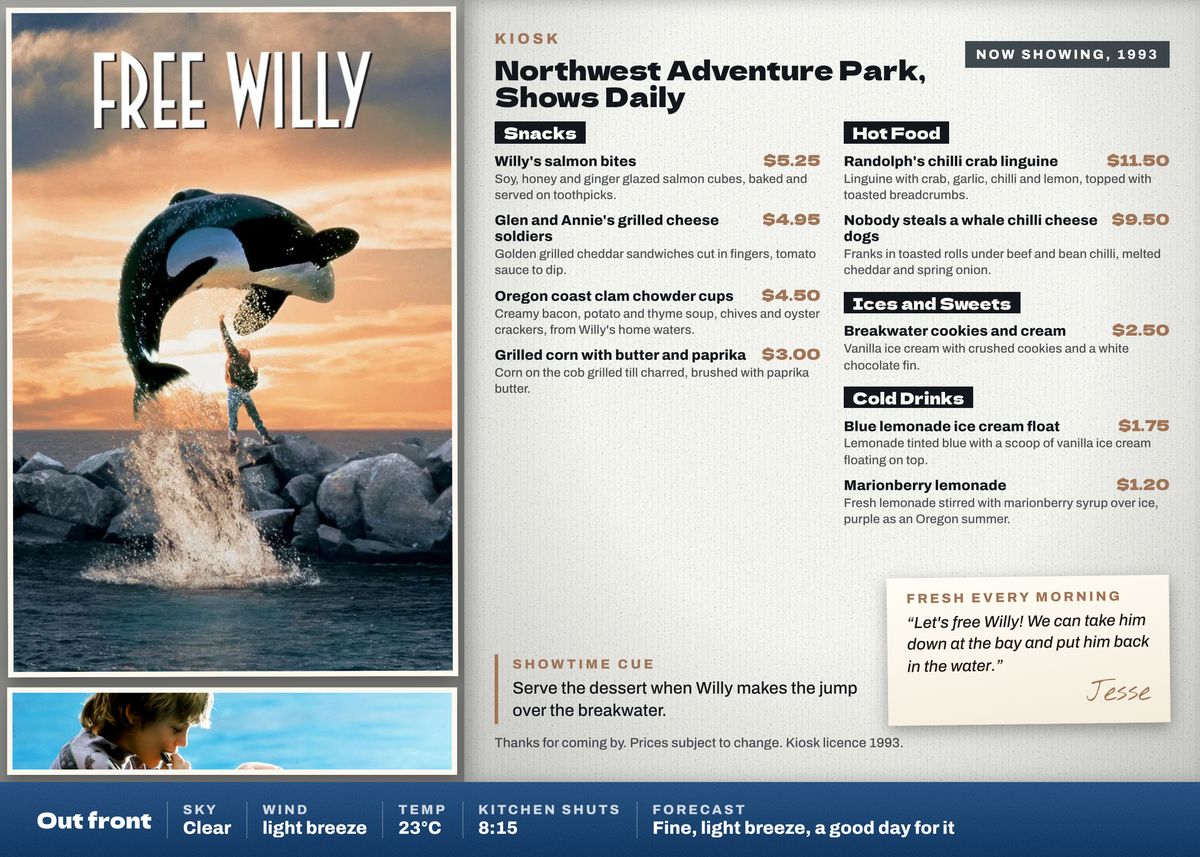 FREE WILLY
KIOSK
Northwest Adventure Park,
Shows Daily
NOW SHOWING, 1993
Snacks
Willy's salmon bites $5.25
Soy, honey and ginger glazed salmon cubes, baked and
served on toothpicks.
Glen and Annie's grilled cheese $4.95
soldiers
Golden grilled cheddar sandwiches cut in fingers, tomato
sauce to dip.
Oregon coast clam chowder cups $4.50
Creamy bacon, potato and thyme soup, chives and oyster
crackers, from Willy's home waters.
Grilled corn with butter and paprika $3.00
Corn on the cob grilled till charred, brushed with paprika
butter.
Hot Food
Randolph's chilli crab linguine $11.50
Linguine with crab, garlic, chilli and lemon, topped with
toasted breadcrumbs.
Nobody steals a whale chilli cheese $9.50
dogs
Franks in toasted rolls under beef and bean chilli, melted
cheddar and spring onion.
Ices and Sweets
Breakwater cookies and cream $2.50
Vanilla ice cream with crushed cookies and a white
chocolate fin.
Cold Drinks
Blue lemonade ice cream float $1.75
Lemonade tinted blue with a scoop of vanilla ice cream
floating on top.
Marionberry lemonade $1.20
Fresh lemonade stirred with marionberry syrup over ice,
purple as an Oregon summer.
FRESH EVERY MORNING
“Let's free Willy! We can take him
down at the bay and put him back
in the water.”
Jesse
SHOWTIME CUE
Serve the dessert when Willy makes the jump
over the breakwater.
Thanks for coming by. Prices subject to change. Kiosk licence 1993.
Out front
SKY
Clear
WIND
light breeze
TEMP
23°C
KITCHEN SHUTS
8:15
FORECAST
Fine, light breeze, a good day for it